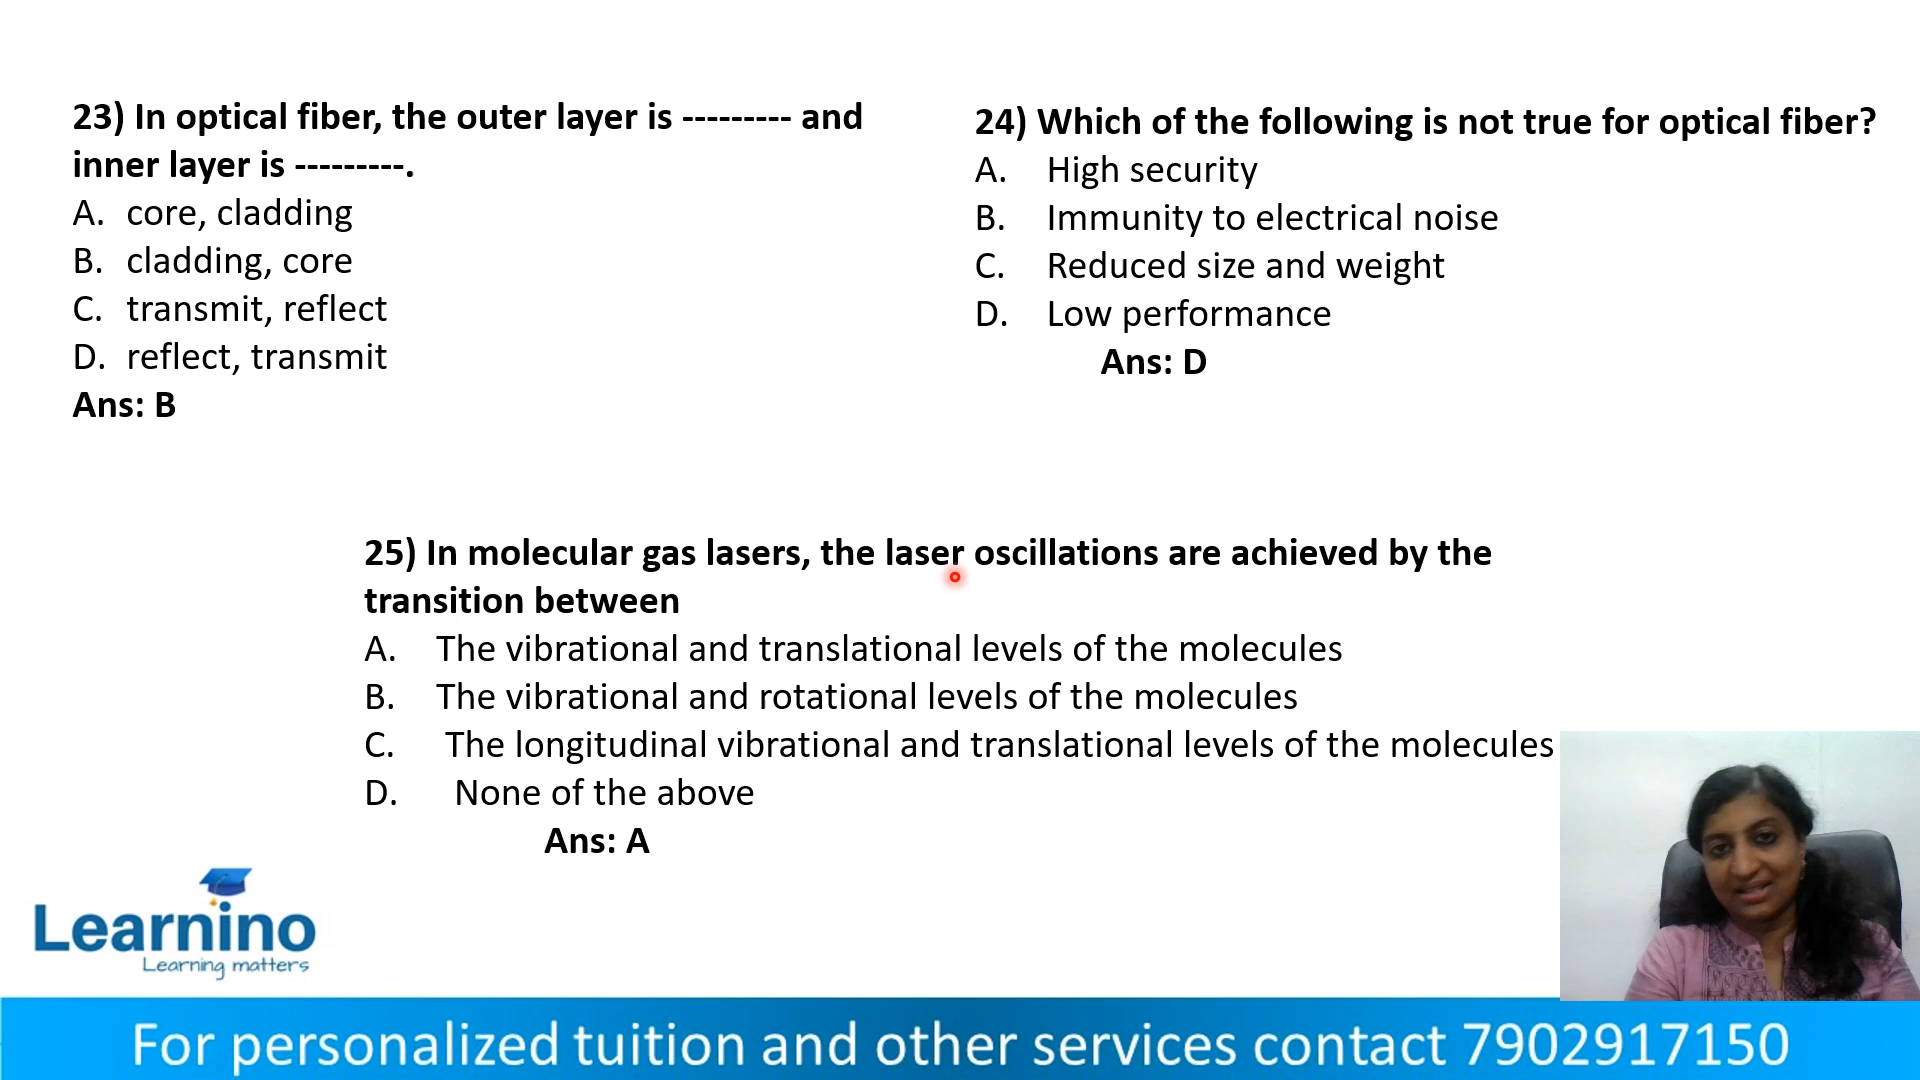 23) In optical fiber, the outer layer is --------- and
inner layer is ---------.
A. core, cladding
B. cladding, core
C. transmit, reflect
D. reflect, transmit
Ans: B
24) Which of the following is not true for optical fiber?
A. High security
B. Immunity to electrical noise
C. Reduced size and weight
D. Low performance
Ans: D
25) In molecular gas lasers, the laser oscillations are achieved by the
transition between
A. The vibrational and translational levels of the molecules
B. The vibrational and rotational levels of the molecules
C. The longitudinal vibrational and translational levels of the molecules
D. None of the above
Ans: A
Learnino
Learning matters
For personalized tuition and other services contact 7902917150